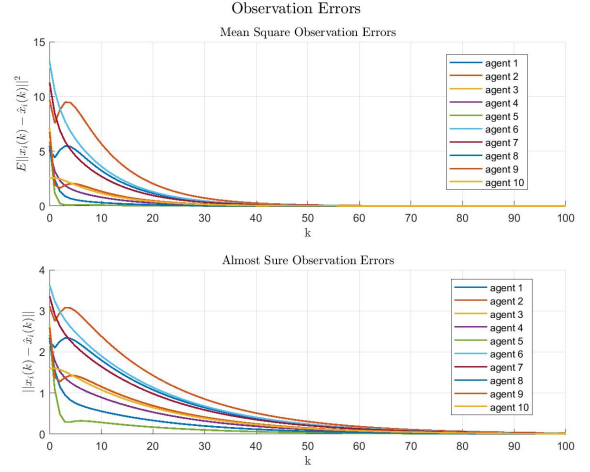 Observation Errors
Mean Square Observation Errors
E||x_i(k) − x̂_i(k)||^2
15
10
5
0
0 10 20 30 40 50 60 70 80 90 100
k
agent 1
agent 2
agent 3
agent 4
agent 5
agent 6
agent 7
agent 8
agent 9
agent 10
Almost Sure Observation Errors
||x_i(k) − x̂_i(k)||
4
3
2
1
0
0 10 20 30 40 50 60 70 80 90 100
k
agent 1
agent 2
agent 3
agent 4
agent 5
agent 6
agent 7
agent 8
agent 9
agent 10